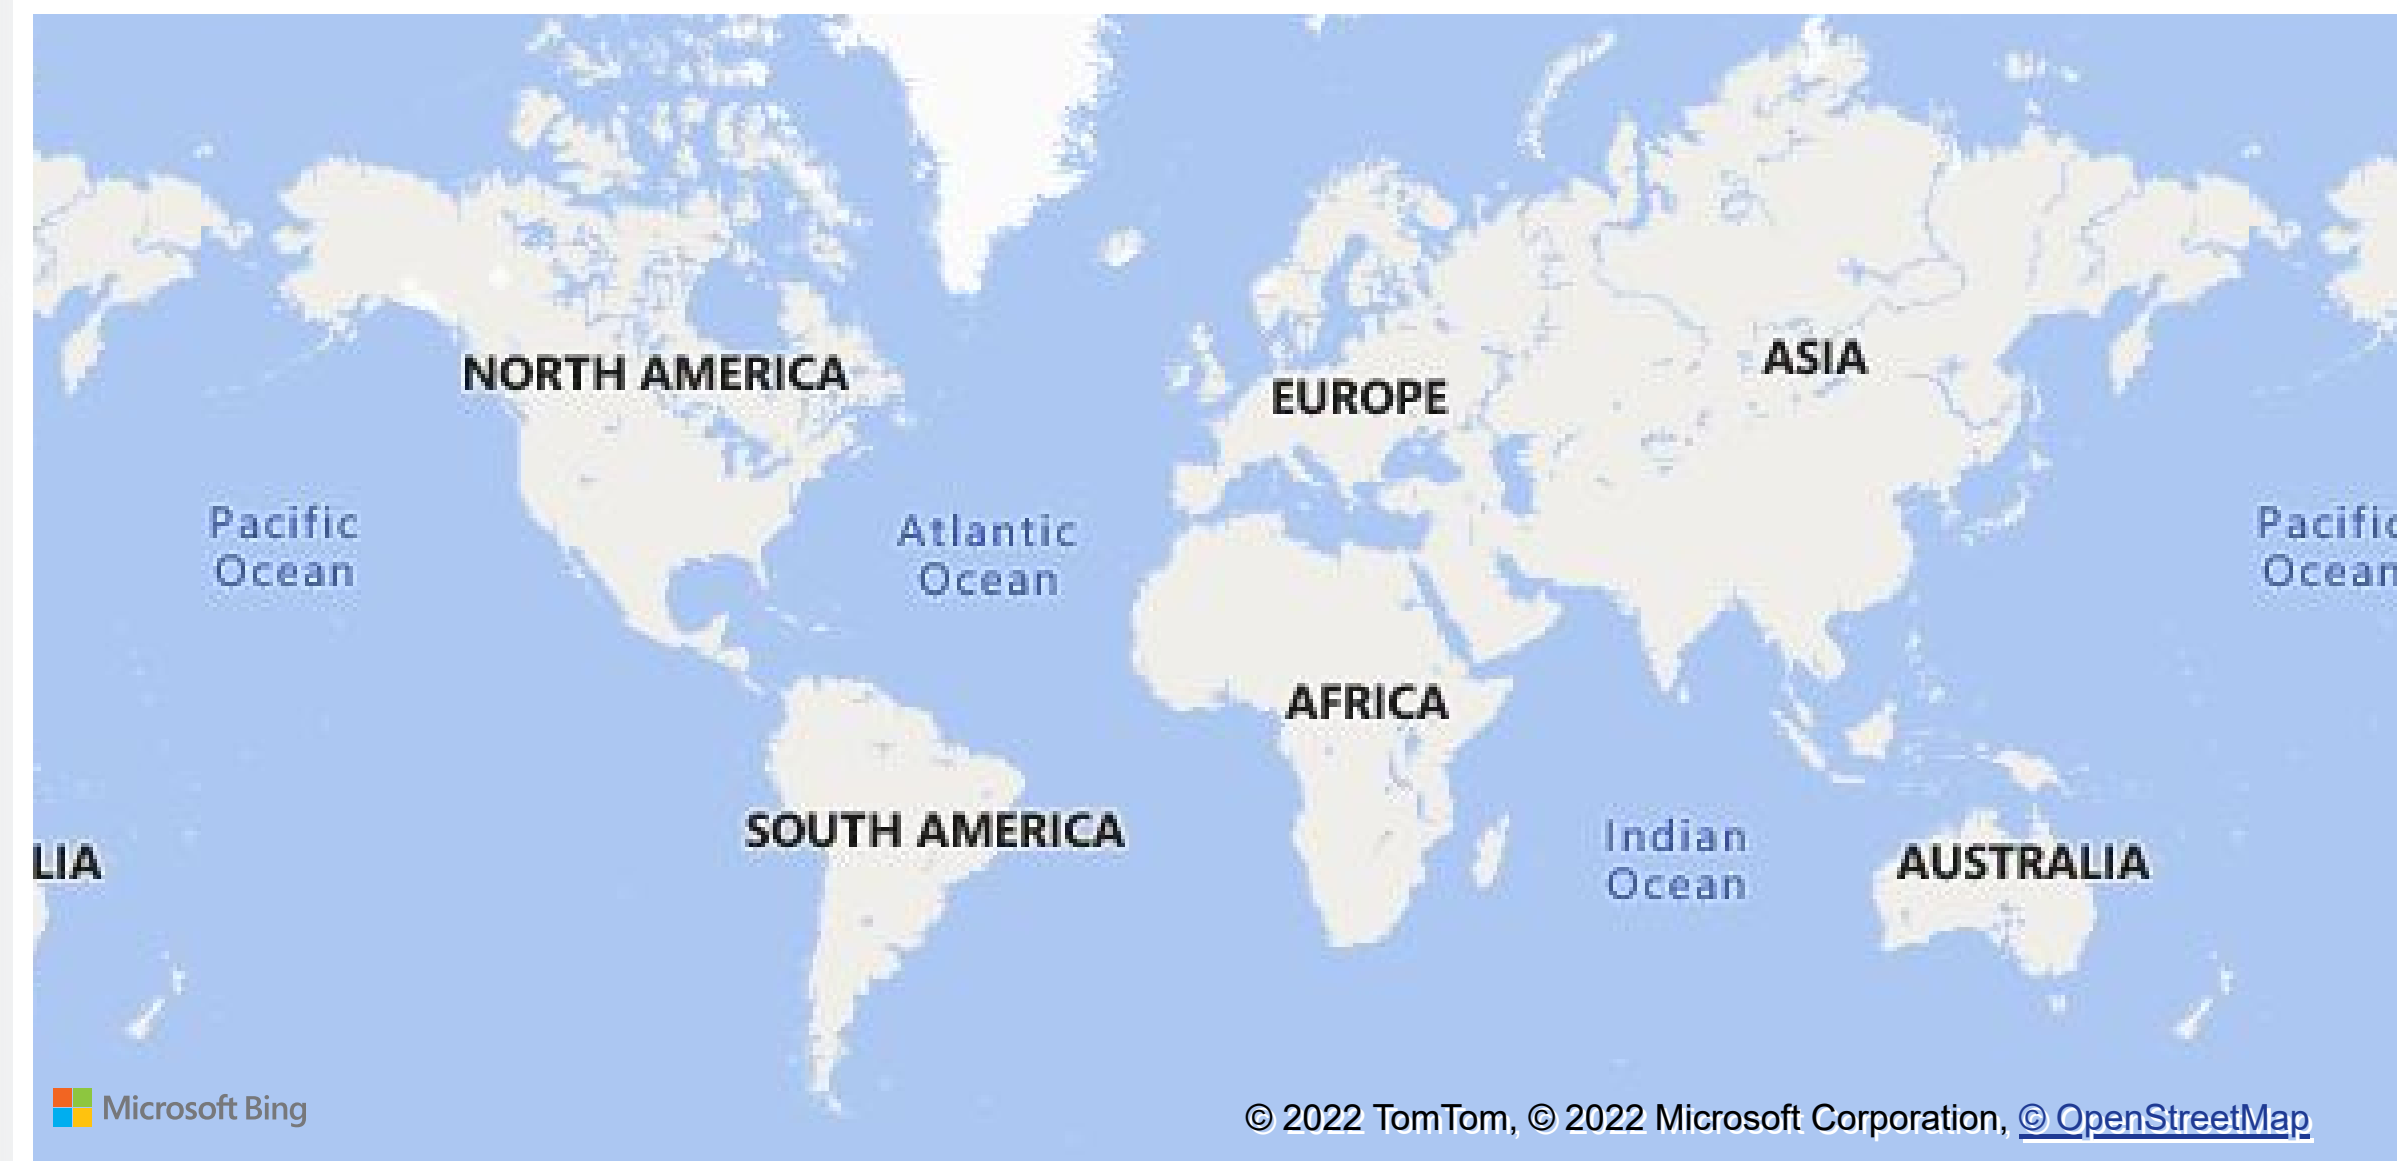 NORTH AMERICA
EUROPE
ASIA
Pacific
Ocean
Atlantic
Ocean
Pacific
Ocean
AFRICA
SOUTH AMERICA
Indian
Ocean
LIA
AUSTRALIA
Microsoft Bing
© 2022 TomTom, © 2022 Microsoft Corporation, © OpenStreetMap